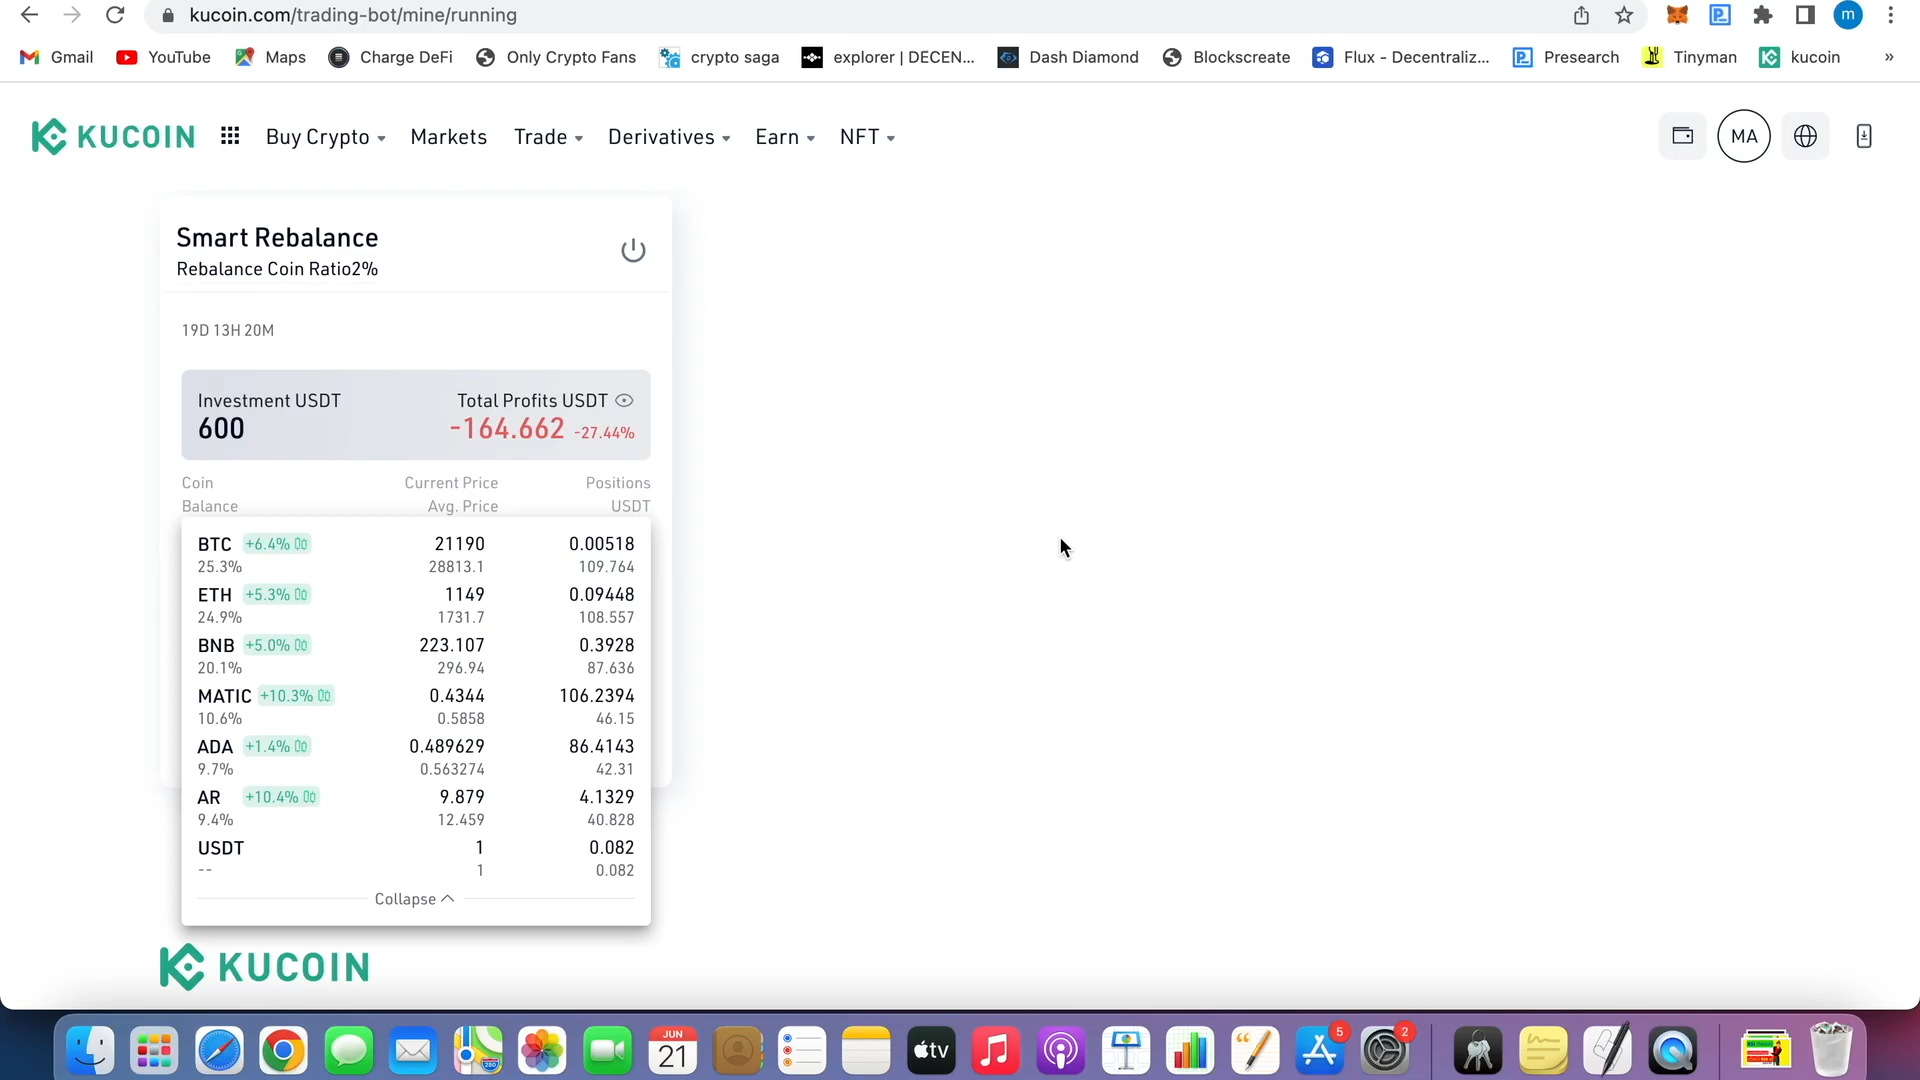 kucoin.com/trading-bot/mine/running
m
Gmail YouTube Maps Charge DeFi Only Crypto Fans crypto saga explorer | DECEN... Dash Diamond Blockscreate Flux - Decentraliz... Presearch Tinyman kucoin »
KUCOIN Buy Crypto Markets Trade Derivatives Earn NFT MA
Smart Rebalance
Rebalance Coin Ratio2%
19D 13H 20M
Investment USDT Total Profits USDT
600 -164.662 -27.44%
Coin Current Price Positions
Balance Avg. Price USDT
BTC +6.4% 21190 0.00518
25.3% 28813.1 109.764
ETH +5.3% 1149 0.09448
24.9% 1731.7 108.557
BNB +5.0% 223.107 0.3928
20.1% 296.94 87.636
MATIC +10.3% 0.4344 106.2394
10.6% 0.5858 46.15
ADA +1.4% 0.489629 86.4143
9.7% 0.563274 42.31
AR +10.4% 9.879 4.1329
9.4% 12.459 40.828
USDT 1 0.082
-- 1 0.082
Collapse
KUCOIN
JUN
21
280
tv
5
2